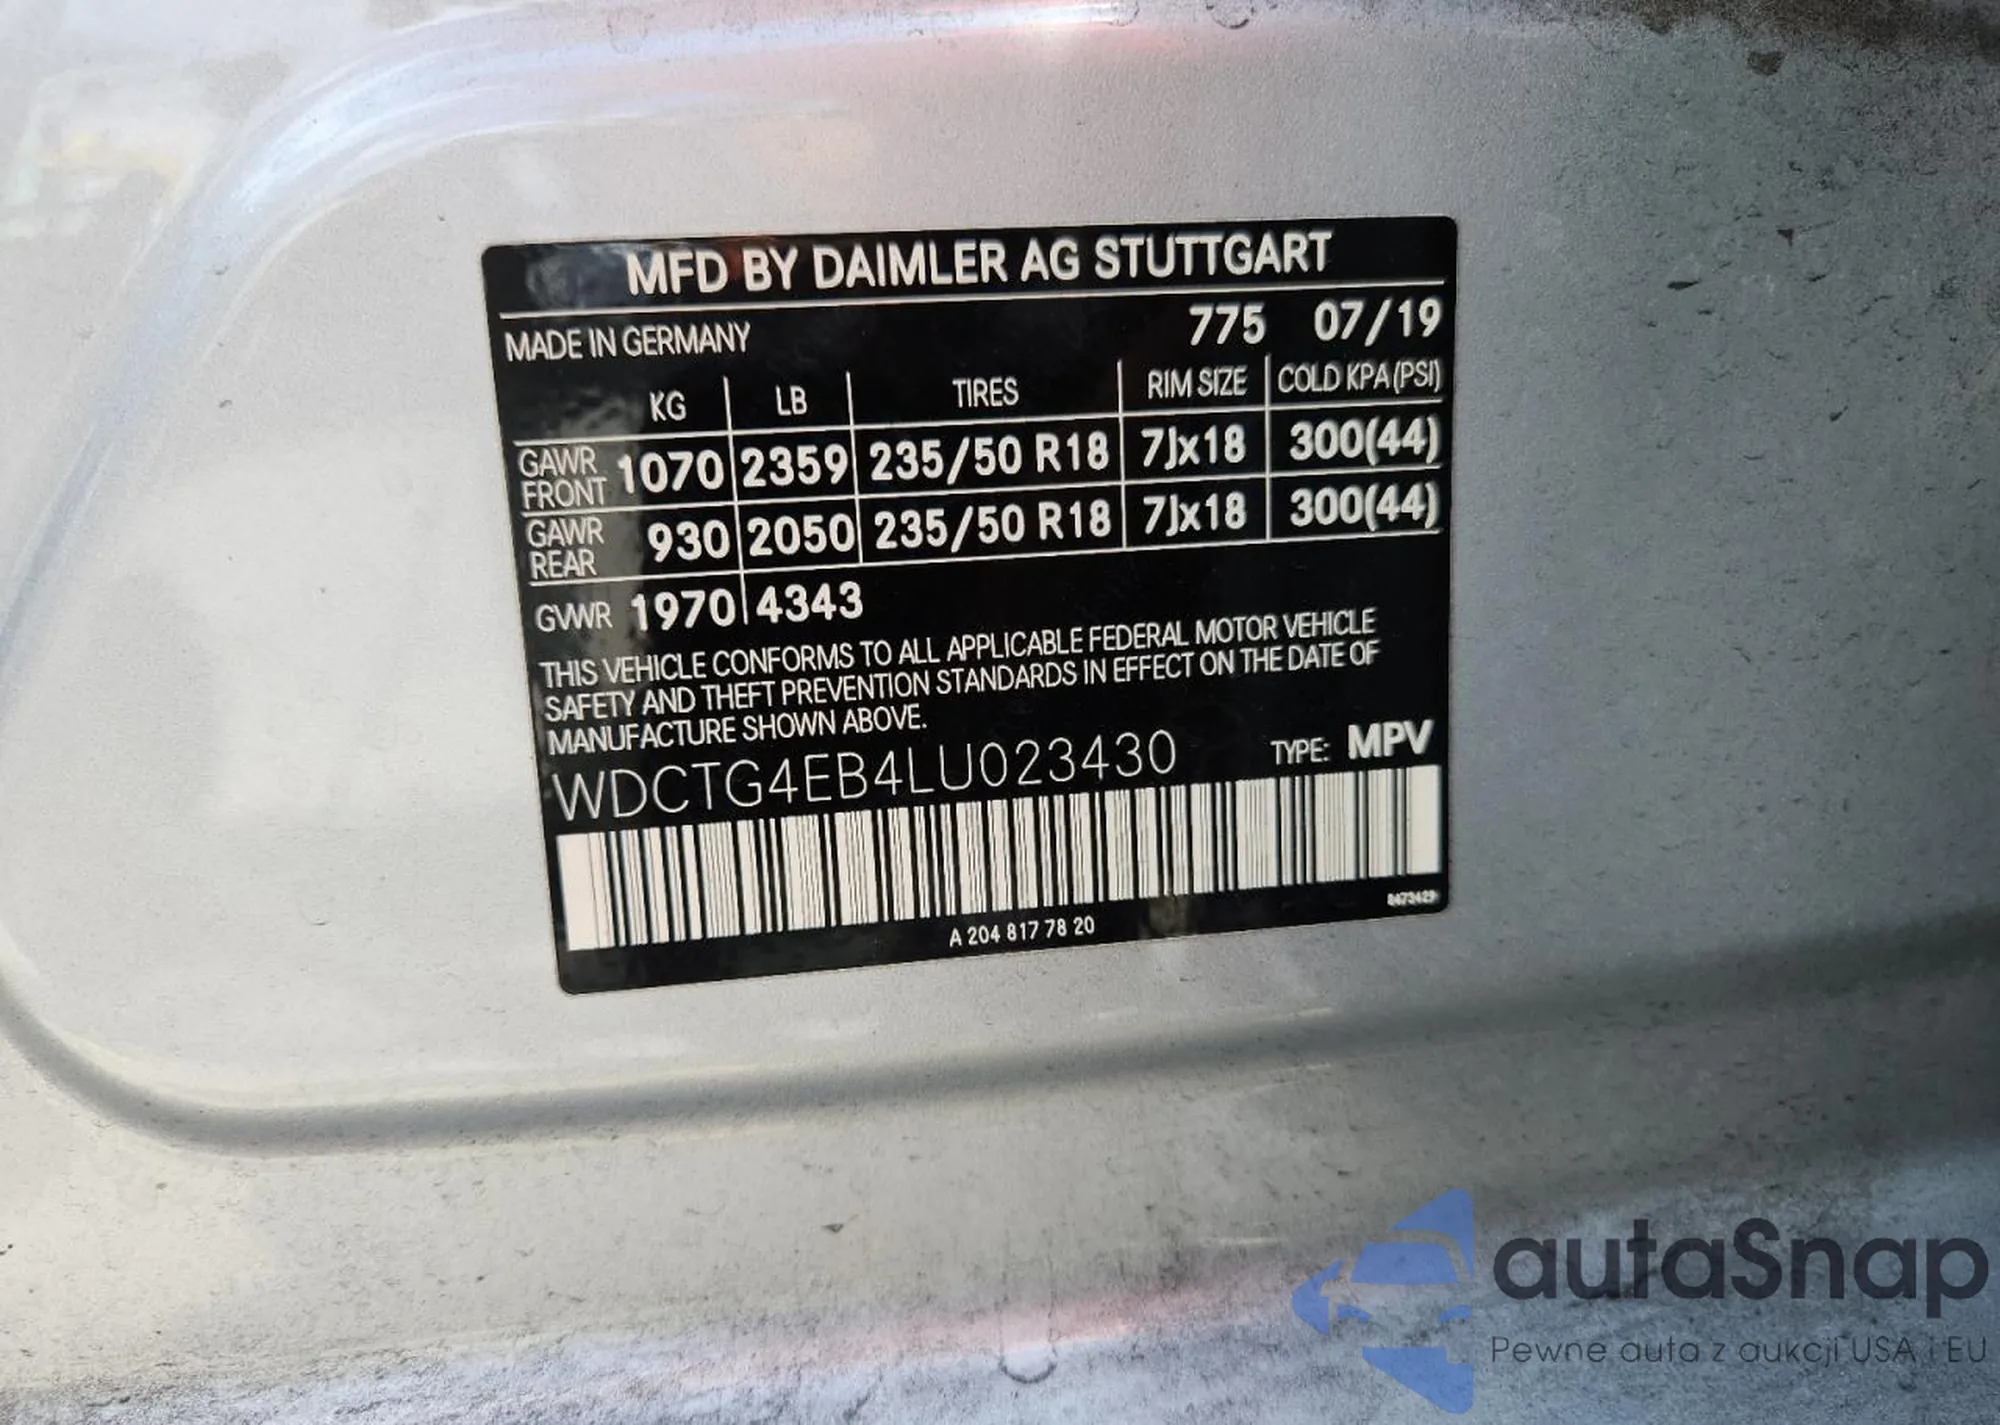 MFD BY DAIMLER AG STUTTGART
MADE IN GERMANY 775 07/19
KG LB TIRES RIM SIZE COLD KPA(PSI)
GAWR FRONT 1070 2359 235/50 R18 7Jx18 300(44)
GAWR REAR 930 2050 235/50 R18 7Jx18 300(44)
GVWR 1970 4343
THIS VEHICLE CONFORMS TO ALL APPLICABLE FEDERAL MOTOR VEHICLE
SAFETY AND THEFT PREVENTION STANDARDS IN EFFECT ON THE DATE OF
MANUFACTURE SHOWN ABOVE.
WDCTG4EB4LU023430 TYPE: MPV
A 204 817 78 20
autaSnap
Pewne auta z aukcji USA i EU